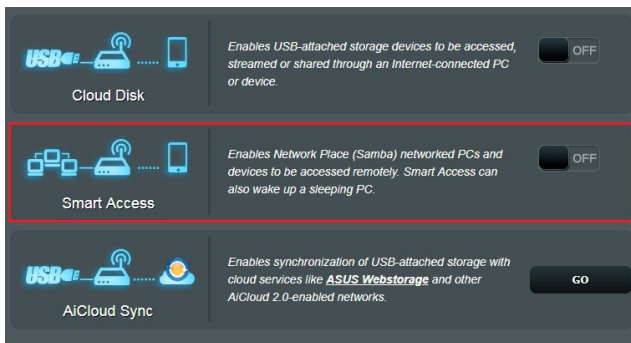 Enables USB-attached storage devices to be accessed,
streamed or shared through an Internet-connected PC
or device.
OFF
USB
Cloud Disk
Enables Network Place (Samba) networked PCs and
devices to be accessed remotely. Smart Access can
also wake up a sleeping PC.
OFF
Smart Access
Enables synchronization of USB-attached storage with
cloud services like ASUS Webstorage and other
AiCloud 2.0-enabled networks.
GO
USB
AiCloud Sync